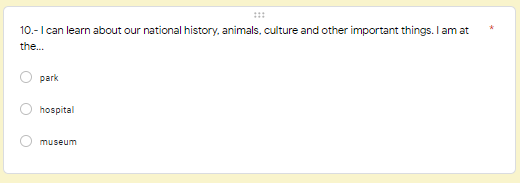 10.- I can learn about our national history, animals, culture and other important things. I am at *
the...
park
hospital
museum